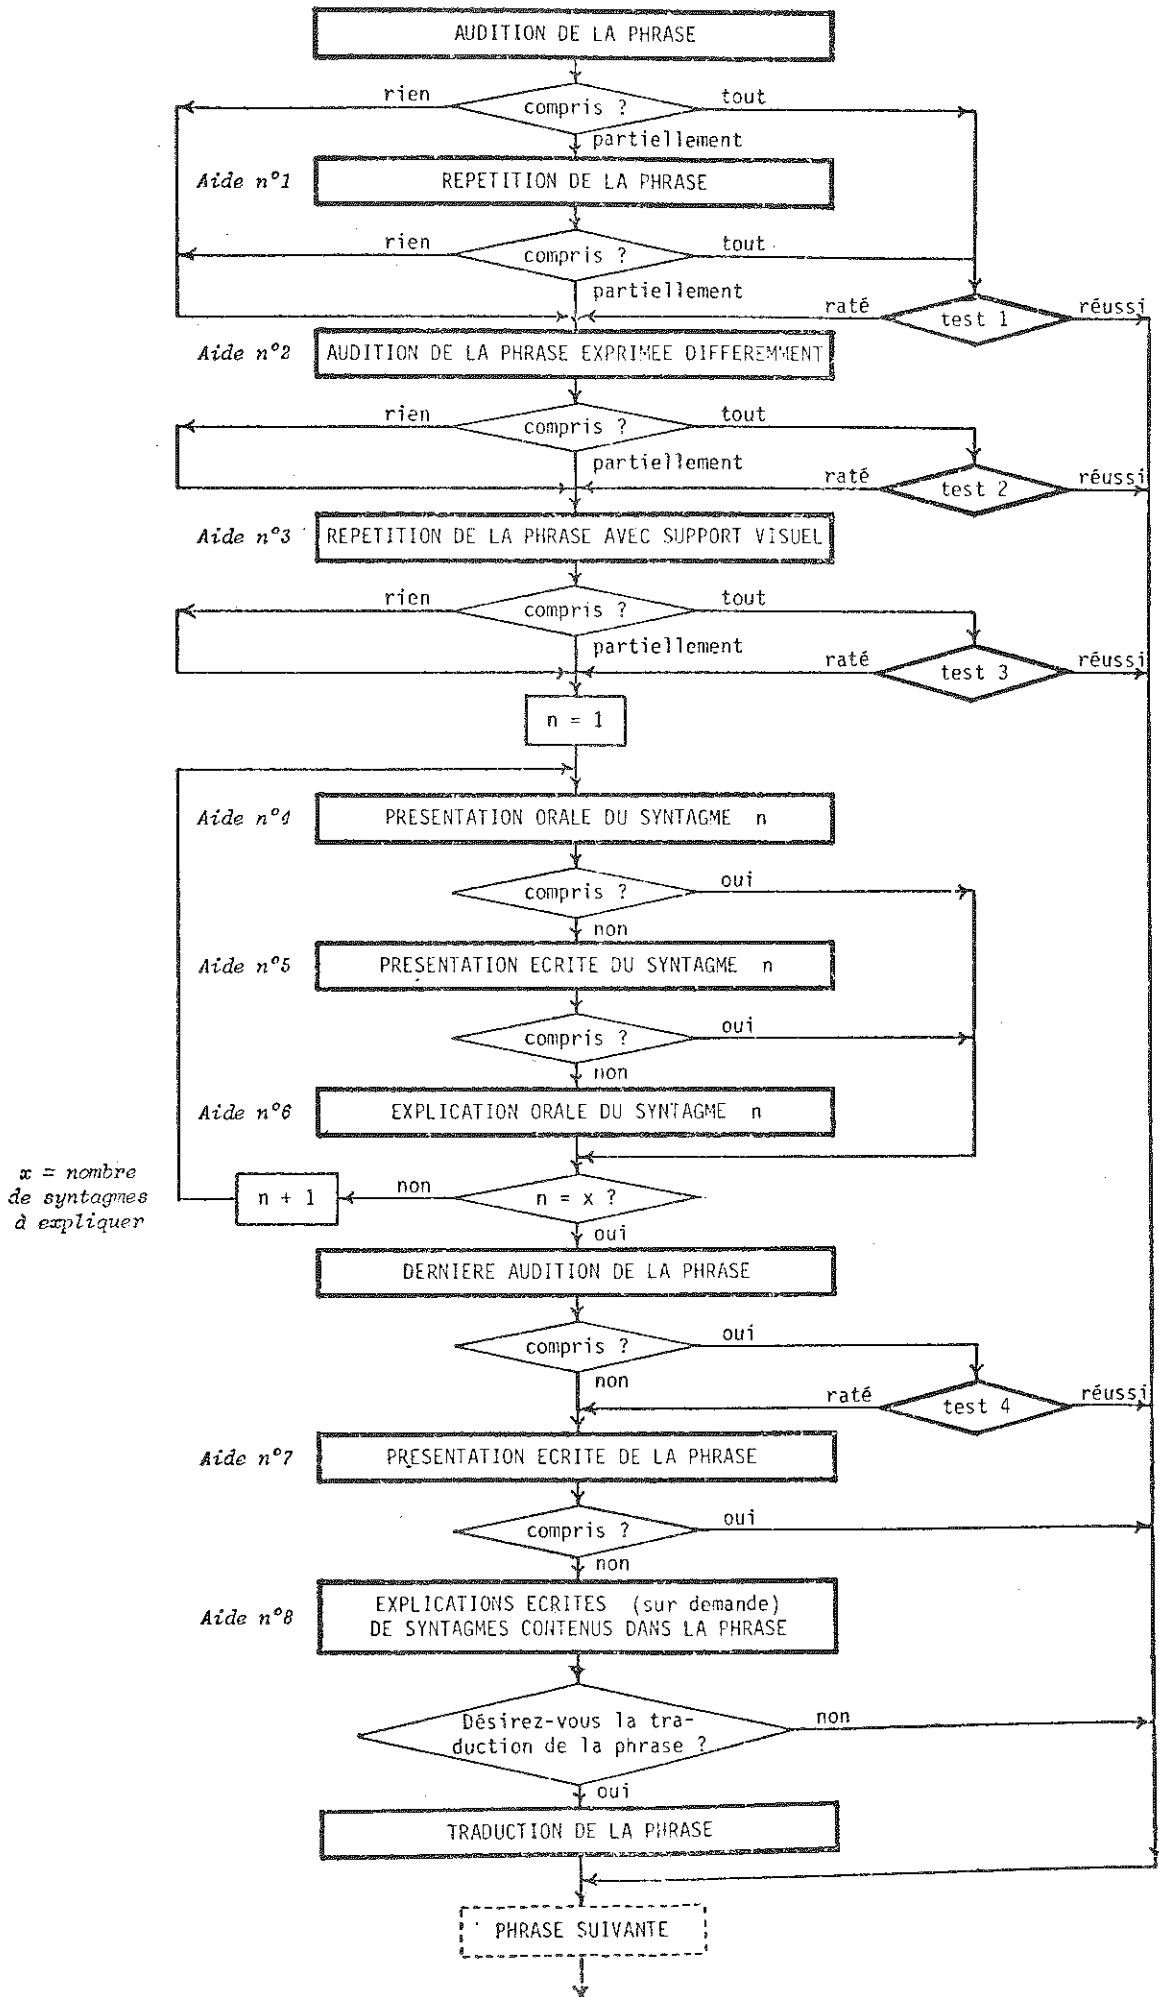 AUDITION DE LA PHRASE
rien
compris ?
tout
partiellement
Aide n°1
REPETITION DE LA PHRASE
rien
compris ?
tout
partiellement
raté
test 1
réussi
Aide n°2
AUDITION DE LA PHRASE EXPRIMEE DIFFEREMMENT
rien
compris ?
tout
partiellement
raté
test 2
réussi
Aide n°3
REPETITION DE LA PHRASE AVEC SUPPORT VISUEL
rien
compris ?
tout
partiellement
raté
test 3
réussi
n = 1
Aide n°4
PRESENTATION ORALE DU SYNTAGME n
compris ?
oui
non
Aide n°5
PRESENTATION ECRITE DU SYNTAGME n
compris ?
oui
non
Aide n°6
EXPLICATION ORALE DU SYNTAGME n
x = nombre
de syntagmes
à expliquer
n + 1
non
n = x ?
oui
DERNIERE AUDITION DE LA PHRASE
compris ?
oui
non
raté
test 4
réussi
Aide n°7
PRESENTATION ECRITE DE LA PHRASE
compris ?
oui
non
Aide n°8
EXPLICATIONS ECRITES (sur demande)
DE SYNTAGMES CONTENUS DANS LA PHRASE
Désirez-vous la tra-
duction de la phrase ?
non
oui
TRADUCTION DE LA PHRASE
PHRASE SUIVANTE